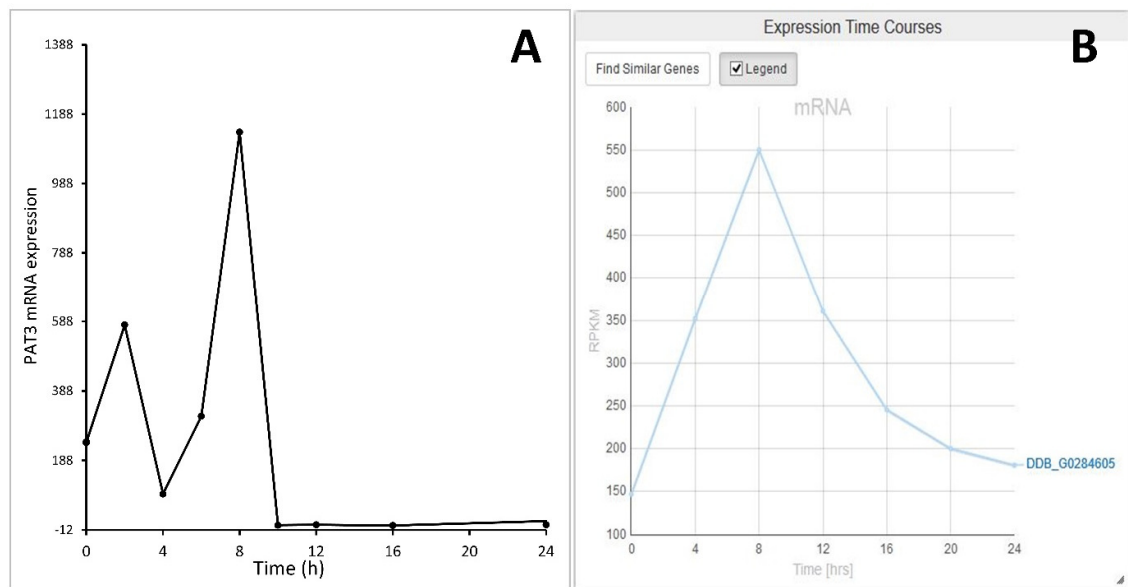 A
1388
1188
988
788
588
388
188
-12
PAT3 mRNA expression
0 4 8 12 16 20 24
Time (h)
Expression Time Courses
B
Find Similar Genes
Legend
mRNA
600
550
500
450
400
350
300
250
200
150
100
RPKM
DDB_G0284605
0 4 8 12 16 20 24
Time [hrs]